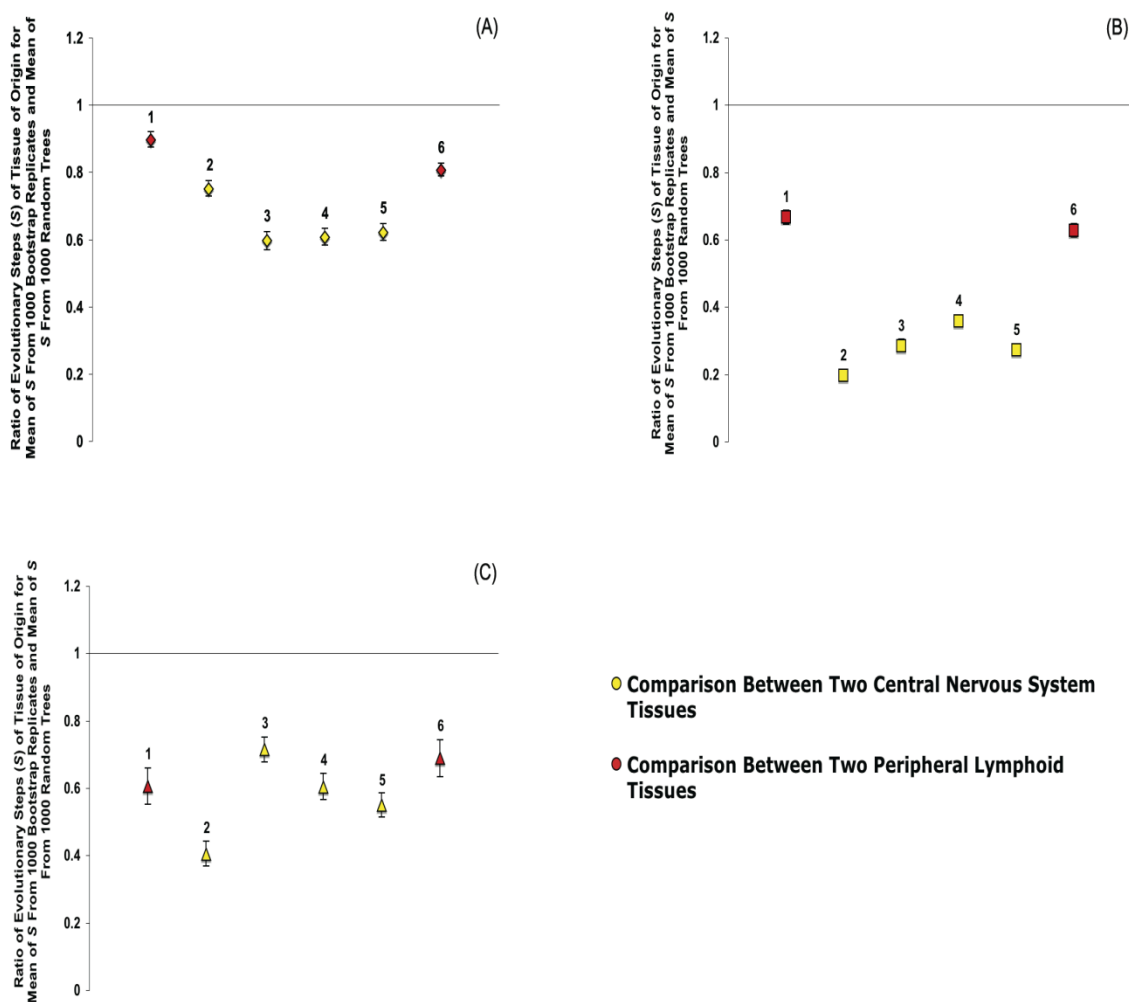 (A)
Ratio of Evolutionary Steps (S) of Tissue of Origin for
Mean of S From 1000 Bootstrap Replicates and Mean of
S From 1000 Random Trees
1.2
1
0.8
0.6
0.4
0.2
0
1
2
3
4
5
6
(B)
Ratio of Evolutionary Steps (S) of Tissue of Origin for
Mean of S From 1000 Bootstrap Replicates and Mean of S
From 1000 Random Trees
1.2
1
0.8
0.6
0.4
0.2
0
1
2
3
4
5
6
(C)
Ratio of Evolutionary Steps (S) of Tissue of Origin for
Mean of S From 1000 Bootstrap Replicates and Mean of S
From 1000 Random Trees
1.2
1
0.8
0.6
0.4
0.2
0
1
2
3
4
5
6
Comparison Between Two Central Nervous System
Tissues
Comparison Between Two Peripheral Lymphoid
Tissues